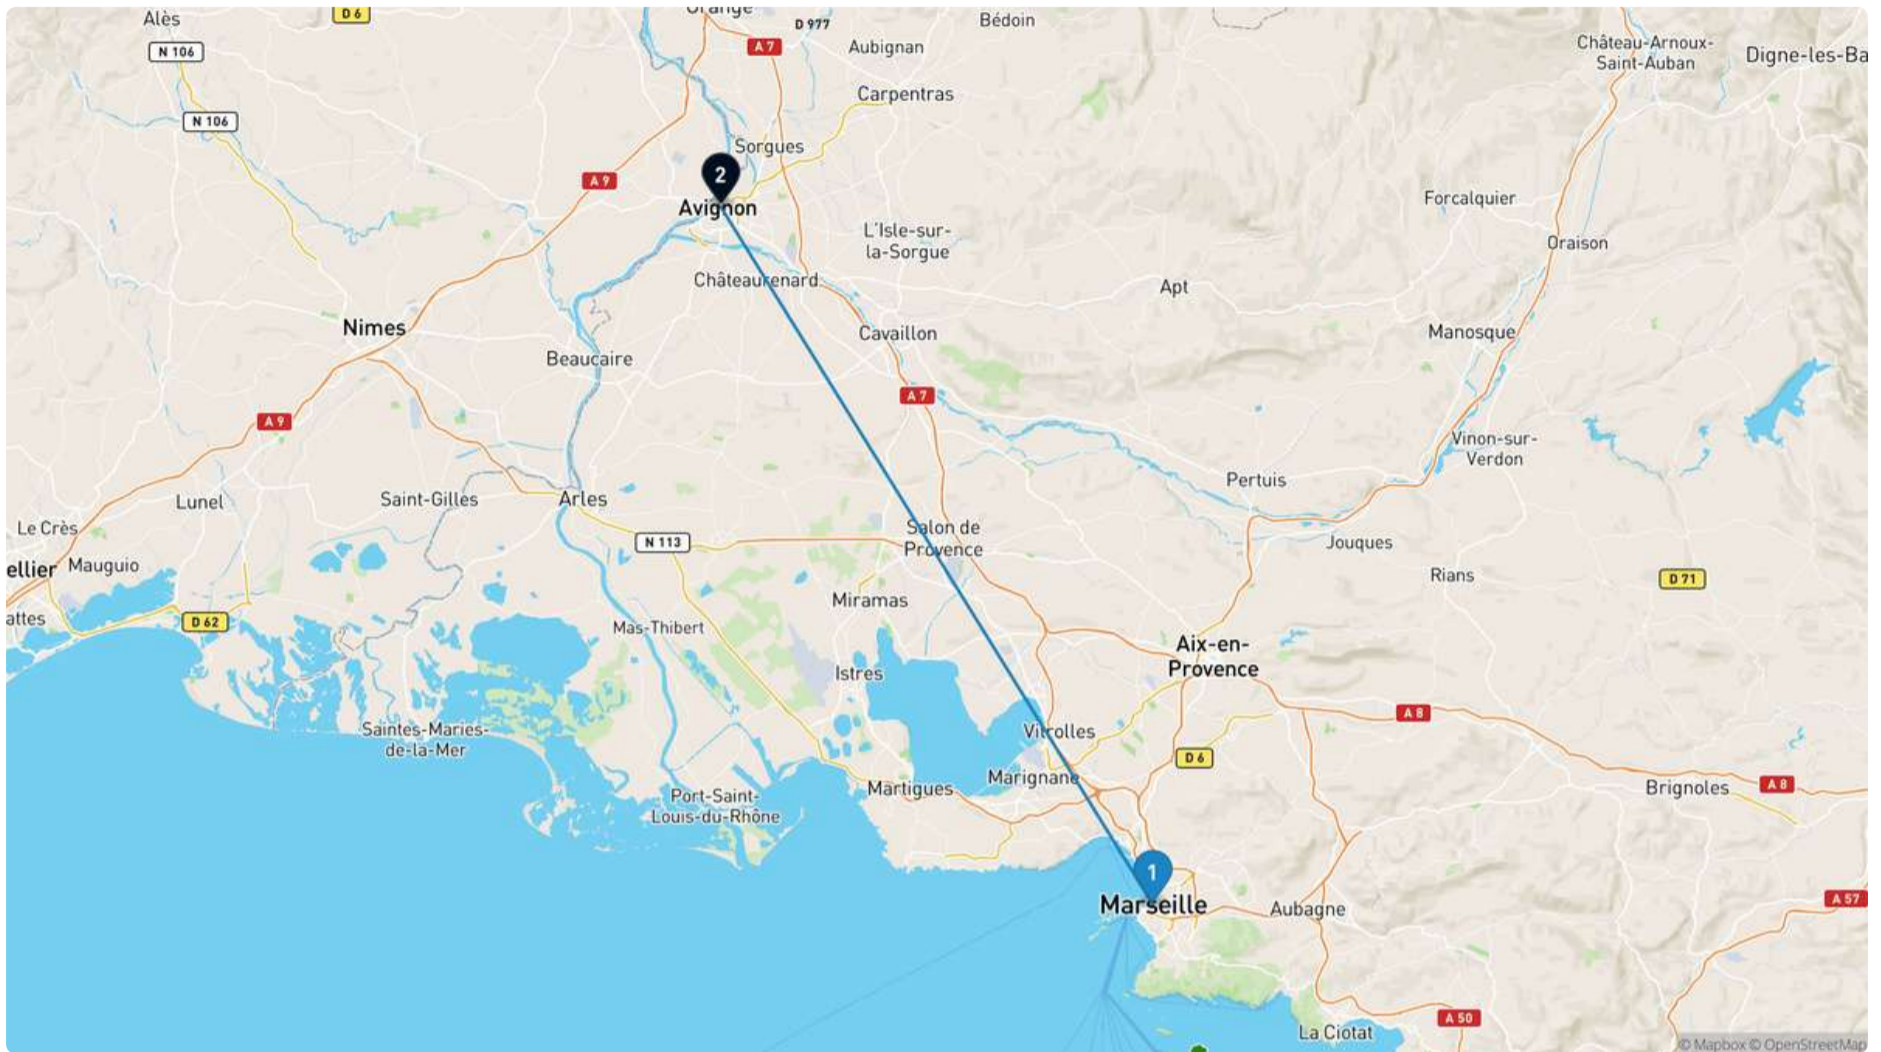 Alès
D 6
Orange
D 977
Bédoin
N 106
A 7
Aubignan
Château-Arnoux-
Saint-Auban
Digne-les-Ba
Carpentras
N 106
Sorgues
A 9
2
Avignon
Forcalquier
L'Isle-sur-
la-Sorgue
Oraison
Châteaurenard
Apt
Nimes
Cavaillon
Manosque
Beaucaire
A 7
A 9
Vinon-sur-
Verdon
Pertuis
Lunel
Saint-Gilles
Arles
Le Crès
N 113
Salon de
Provence
Jouques
ellier
Mauguio
Rians
D 71
Miramas
attes
D 62
Mas-Thibert
Aix-en-
Provence
Istres
A 8
Saintes-Maries-
de-la-Mer
Vitrolles
D 6
Marignane
Martigues
Brignoles
A 8
Port-Saint-
Louis-du-Rhône
1
Marseille
Aubagne
A 57
A 50
La Ciotat
© Mapbox © OpenStreetMap